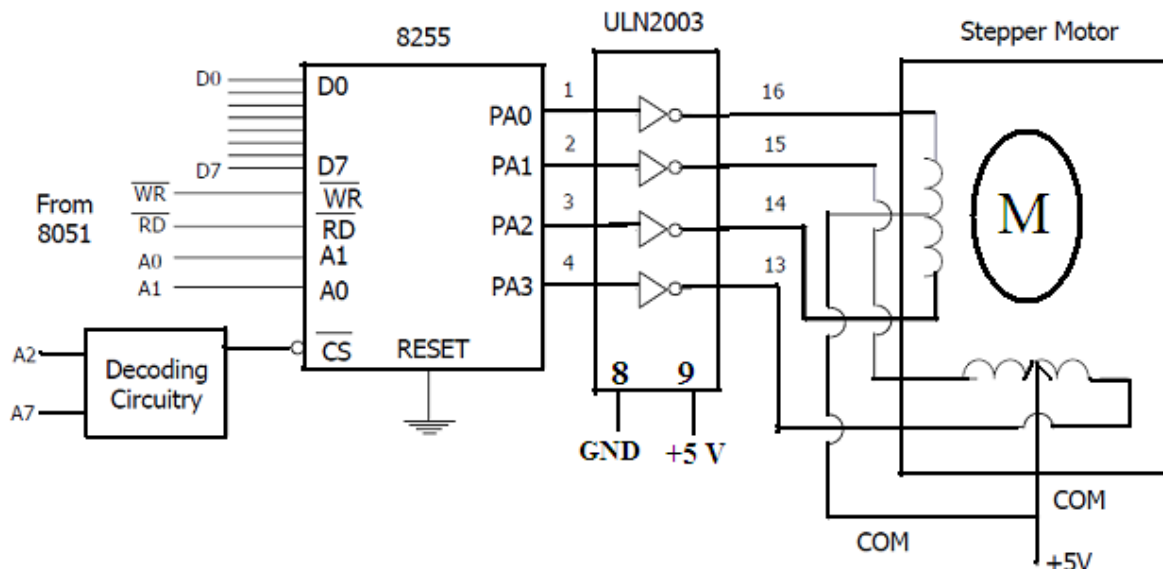 ULN2003
8255
Stepper Motor
D0
D0
1
16
PA0
2
15
PA1
D7
D7
From
8051
WR
WR
3
14
PA2
RD
RD
M
A0
A1
4
13
PA3
A1
A0
A2
CS
RESET
Decoding
Circuitry
8 9
A7
GND
+5 V
COM
COM
+5V